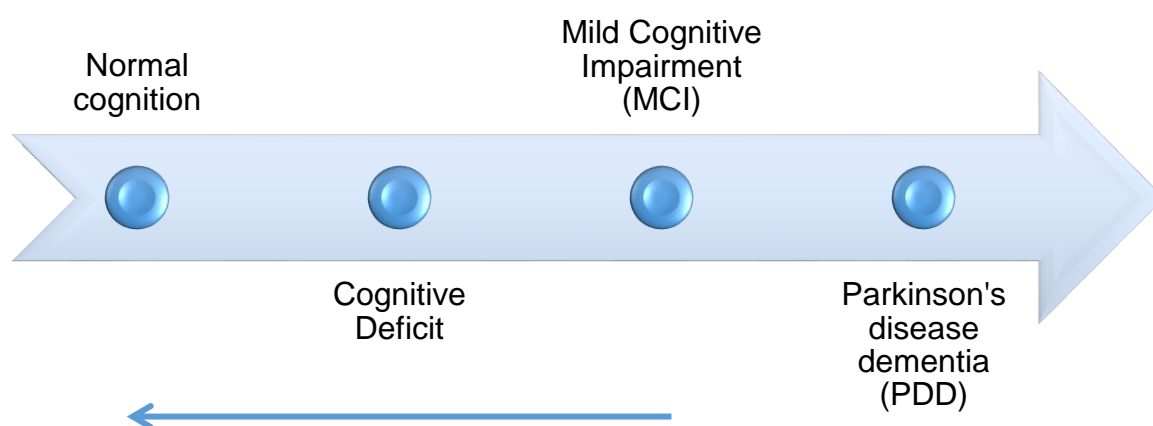 Normal
cognition
Cognitive
Deficit
Mild Cognitive
Impairment
(MCI)
Parkinson's
disease
dementia
(PDD)